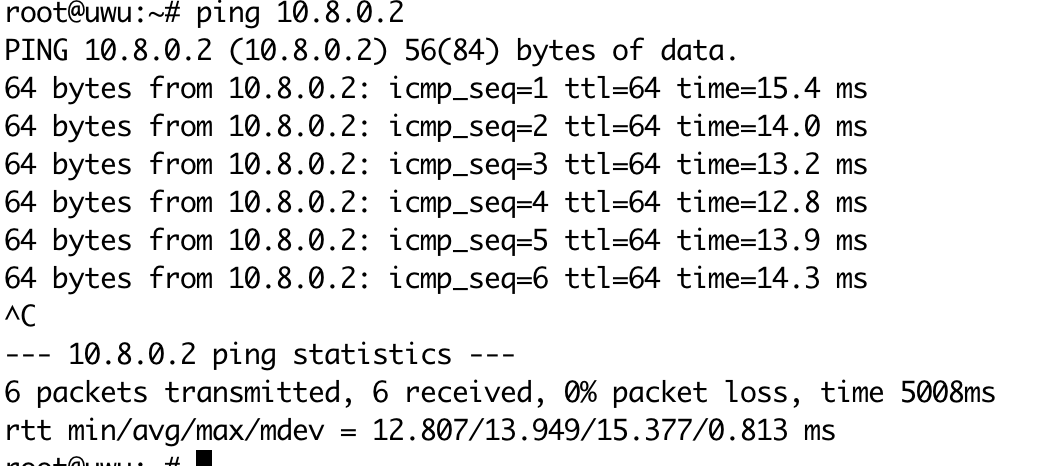 root@uwu:~# ping 10.8.0.2
PING 10.8.0.2 (10.8.0.2) 56(84) bytes of data.
64 bytes from 10.8.0.2: icmp_seq=1 ttl=64 time=15.4 ms
64 bytes from 10.8.0.2: icmp_seq=2 ttl=64 time=14.0 ms
64 bytes from 10.8.0.2: icmp_seq=3 ttl=64 time=13.2 ms
64 bytes from 10.8.0.2: icmp_seq=4 ttl=64 time=12.8 ms
64 bytes from 10.8.0.2: icmp_seq=5 ttl=64 time=13.9 ms
64 bytes from 10.8.0.2: icmp_seq=6 ttl=64 time=14.3 ms
^C
--- 10.8.0.2 ping statistics ---
6 packets transmitted, 6 received, 0% packet loss, time 5008ms
rtt min/avg/max/mdev = 12.807/13.949/15.377/0.813 ms
root@uwu:~#